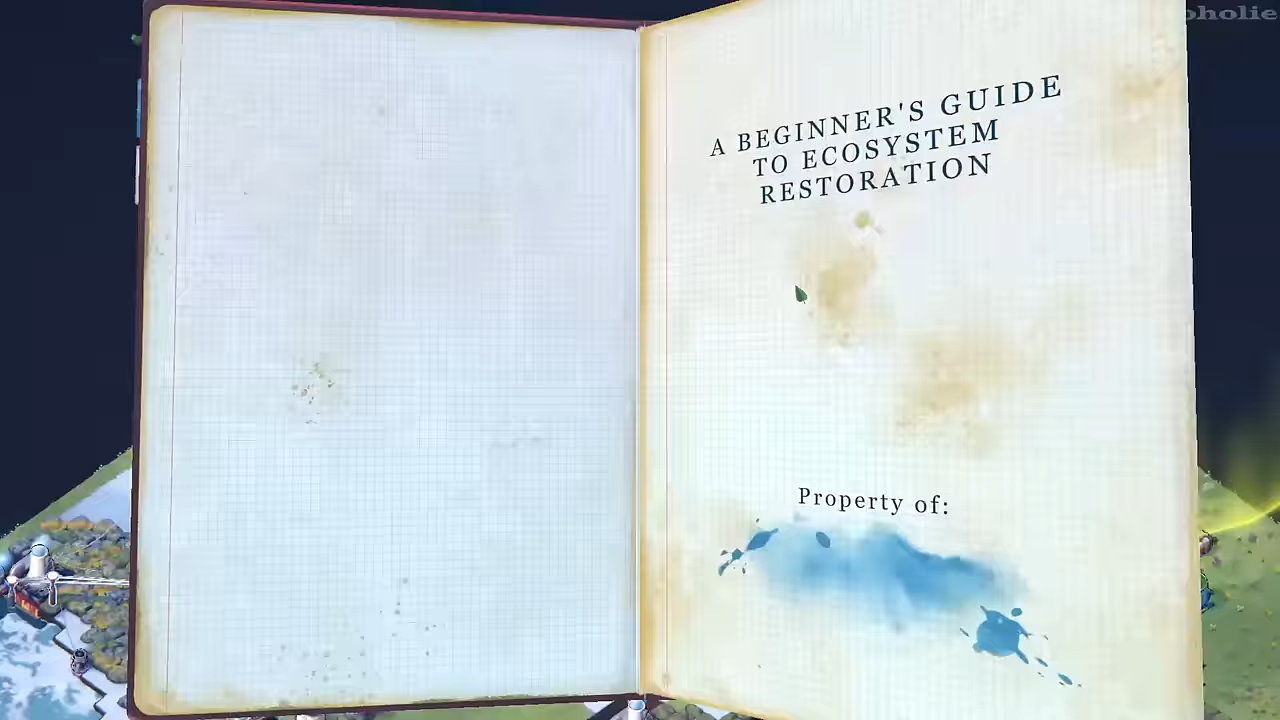 A BEGINNER'S GUIDE
TO ECOSYSTEM
RESTORATION
Property of: